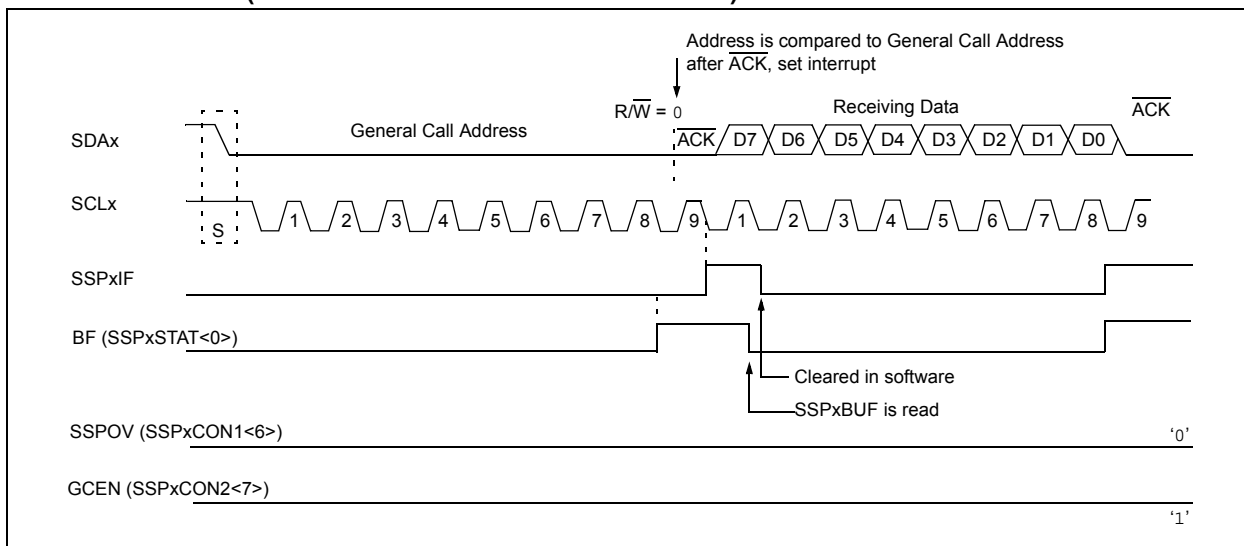 Address is compared to General Call Address
after ACK, set interrupt
R/W = 0
Receiving Data
ACK
SDAx
General Call Address
ACK
D7 D6 D5 D4 D3 D2 D1 D0
SCLx
S
1 2 3 4 5 6 7 8 9 1 2 3 4 5 6 7 8 9
SSPxIF
BF (SSPxSTAT<0>)
Cleared in software
SSPxBUF is read
SSPOV (SSPxCON1<6>)
‘0’
GCEN (SSPxCON2<7>)
‘1’